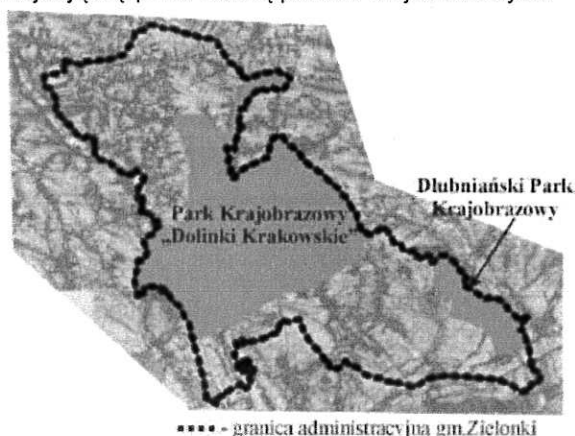 Dłubniański Park
Krajobrazowy
Park Krajobrazowy
„Dolinki Krakowskie”
- granica administracyjna gm.Zielonki